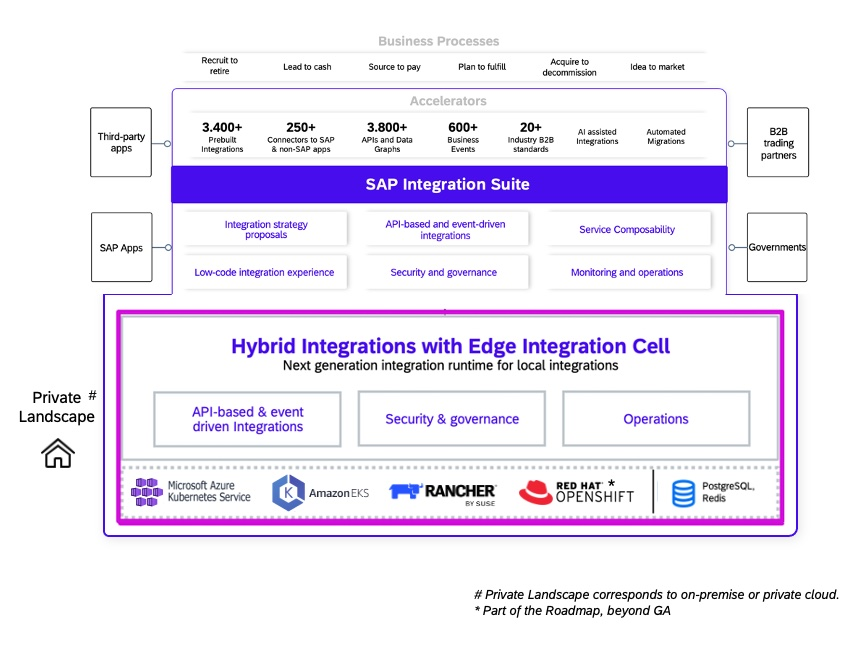 Business Processes
Recruit to
retire
Lead to cash
Source to pay
Plan to fulfill
Acquire to
decommission
Idea to market
Accelerators
3.400+
Prebuilt
Integrations
250+
Connectors to SAP
& non-SAP apps
3.800+
APIs and Data
Graphs
600+
Business
Events
20+
Industry B2B
standards
AI assisted
Integrations
Automated
Migrations
Third-party
apps
B2B
trading
partners
SAP Integration Suite
SAP Apps
Governments
Integration strategy
proposals
API-based and event-driven
integrations
Service Composability
Low-code integration experience
Security and governance
Monitoring and operations
Hybrid Integrations with Edge Integration Cell
Next generation integration runtime for local integrations
Private #
Landscape
API-based & event
driven Integrations
Security & governance
Operations
Microsoft Azure
Kubernetes Service
K
Amazon EKS
RANCHER
BY SUSE
RED HAT *
OPENSHIFT
PostgreSQL,
Redis
# Private Landscape corresponds to on-premise or private cloud.
* Part of the Roadmap, beyond GA